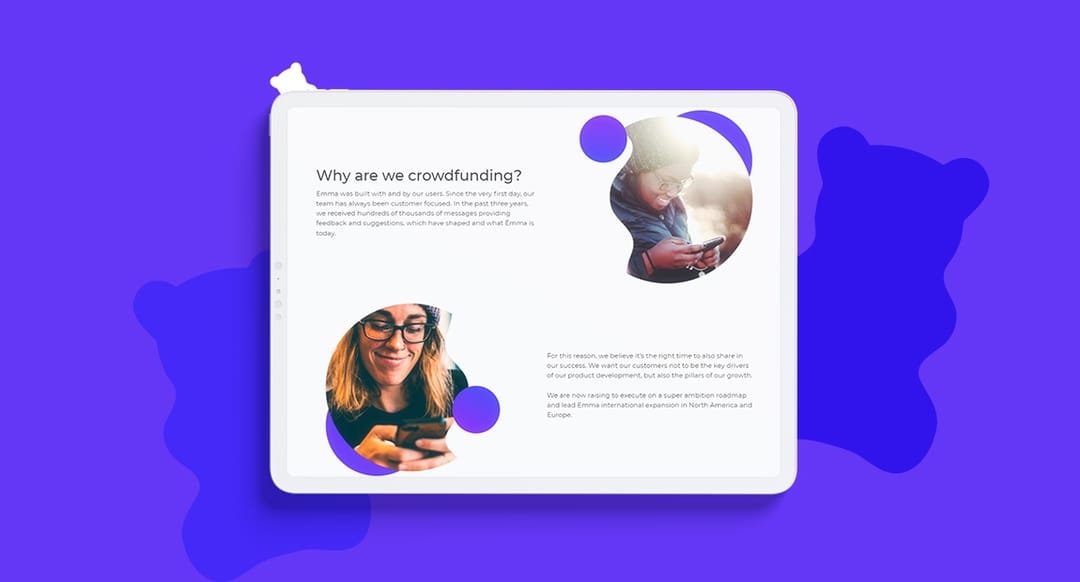 Why are we crowdfunding?
Emma was built with and by our users. Since the very first day, our
team has always been customer focused. In the past three years,
we received hundreds of thousands of messages providing
feedback and suggestions, which have shaped and what Emma is
today.
For this reason, we believe it's the right time to also share in
our success. We want our customers not to be the key drivers
of our product development, but also the pillars of our growth.
We are now raising to execute on a super ambition roadmap
and lead Emma international expansion in North America and
Europe.